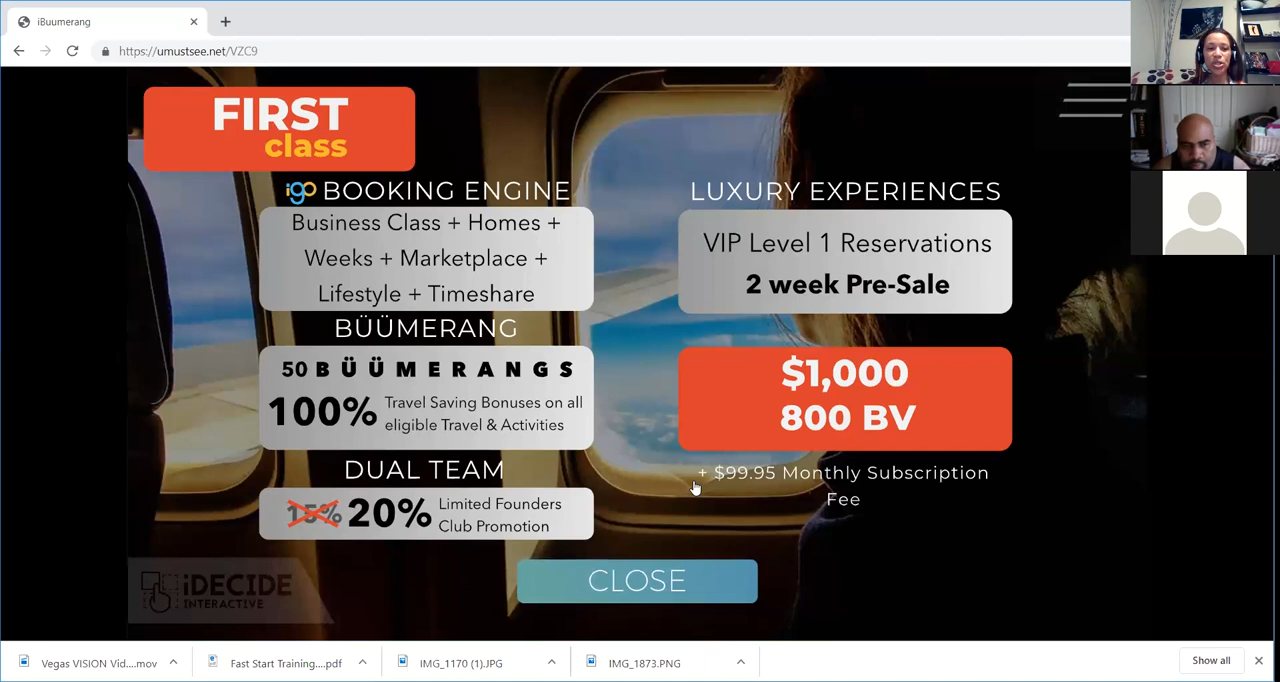 iBuumerang
https://umustsee.net/VZC9
FIRST
class
igo BOOKING ENGINE
Business Class + Homes +
Weeks + Marketplace +
Lifestyle + Timeshare
BÜÜMERANG
50 BÜÜMERANGS
100% Travel Saving Bonuses on all
eligible Travel & Activities
DUAL TEAM
15% 20% Limited Founders
Club Promotion
LUXURY EXPERIENCES
VIP Level 1 Reservations
2 week Pre-Sale
$1,000
800 BV
+ $99.95 Monthly Subscription
Fee
CLOSE
iDECIDE
INTERACTIVE
Vegas VISION Vid....mov
Fast Start Training....pdf
IMG_1170 (1).JPG
IMG_1873.PNG
Show all